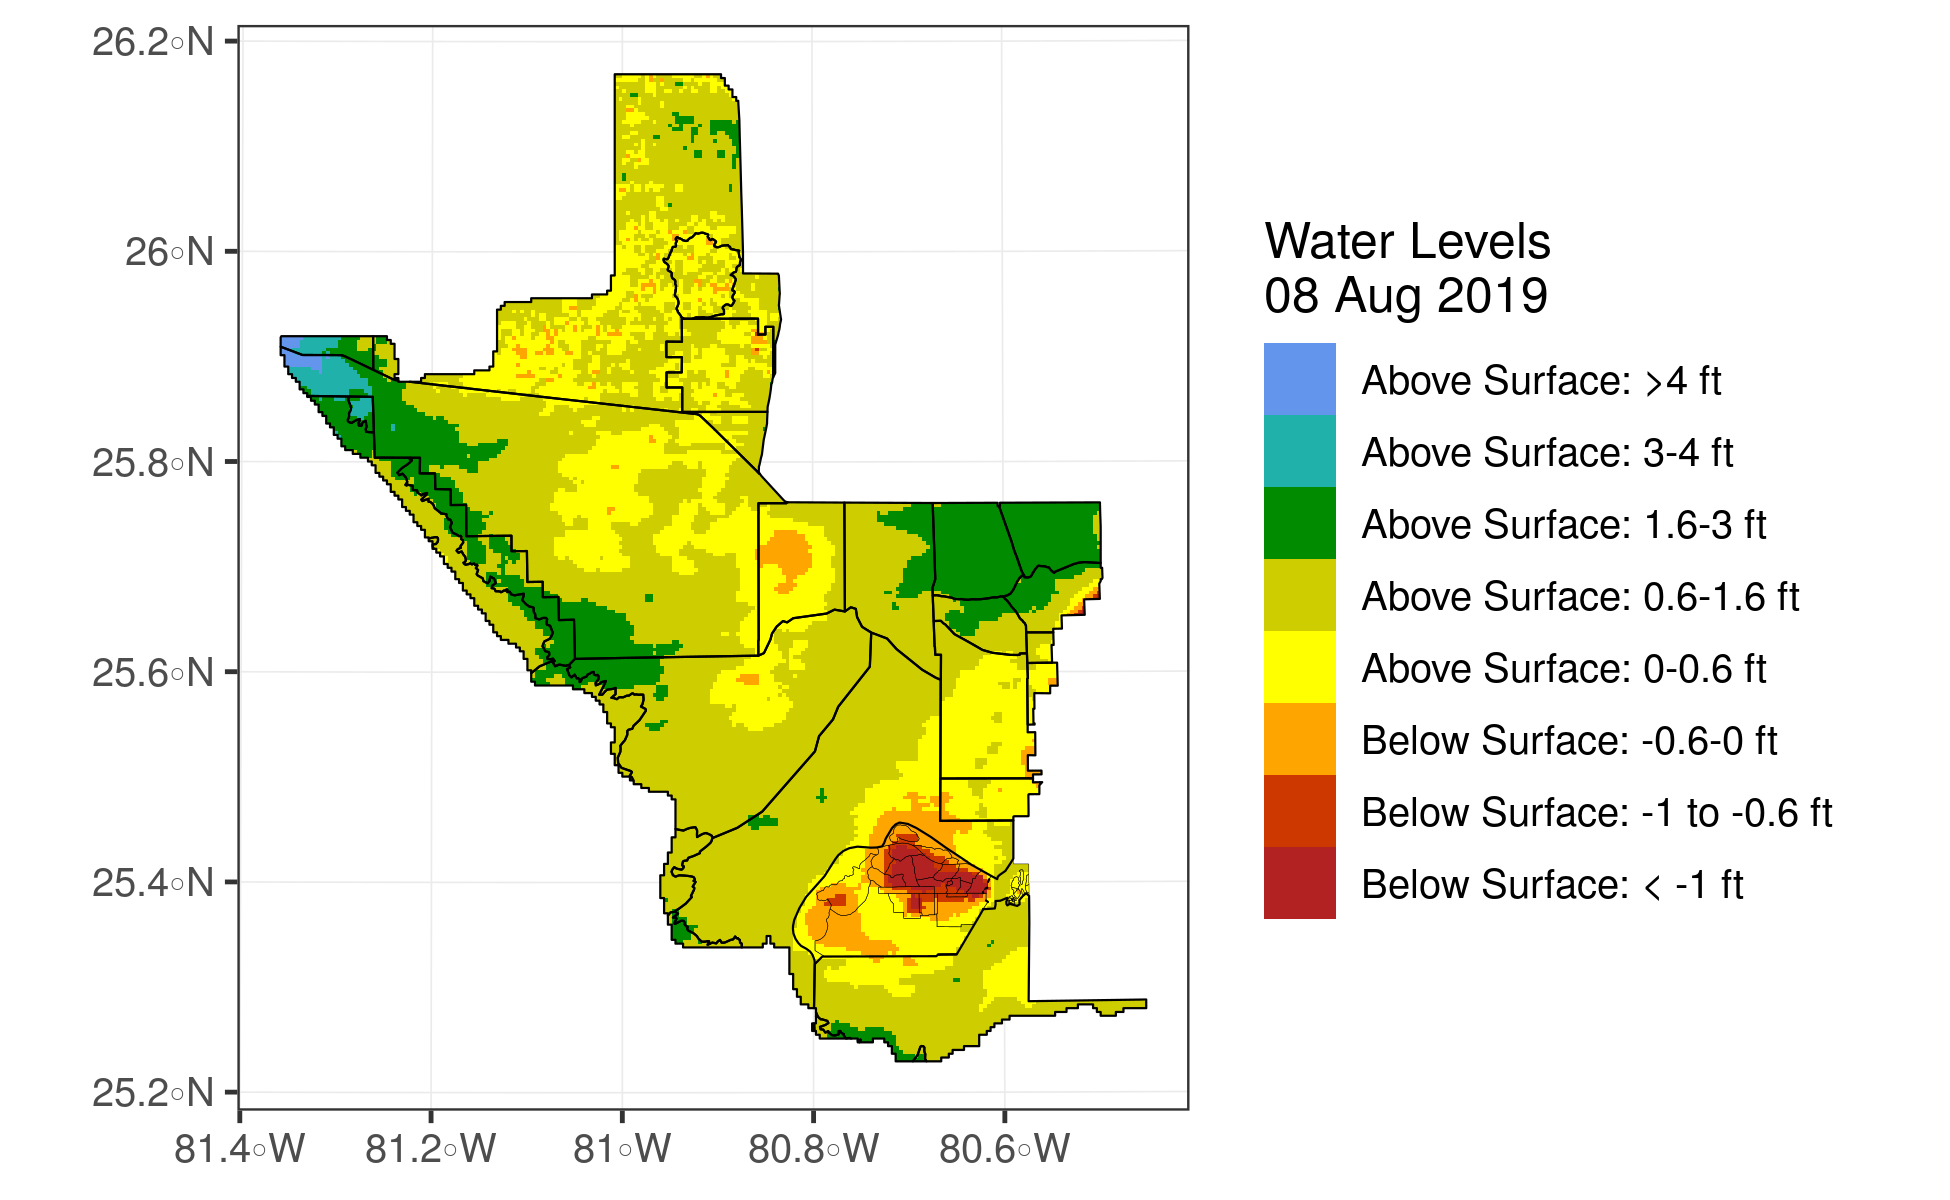 26.2◦N
26◦N
25.8◦N
25.6◦N
25.4◦N
25.2◦N
81.4◦W
81.2◦W
81◦W
80.8◦W
80.6◦W
Water Levels
08 Aug 2019
Above Surface: >4 ft
Above Surface: 3-4 ft
Above Surface: 1.6-3 ft
Above Surface: 0.6-1.6 ft
Above Surface: 0-0.6 ft
Below Surface: -0.6-0 ft
Below Surface: -1 to -0.6 ft
Below Surface: < -1 ft